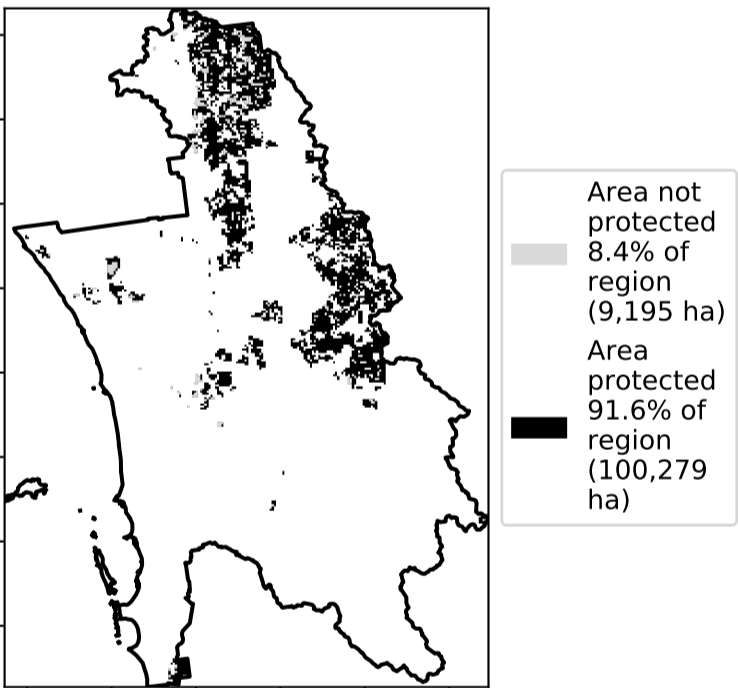 Area not
protected
8.4% of
region
(9,195 ha)
Area
protected
91.6% of
region
(100,279
ha)